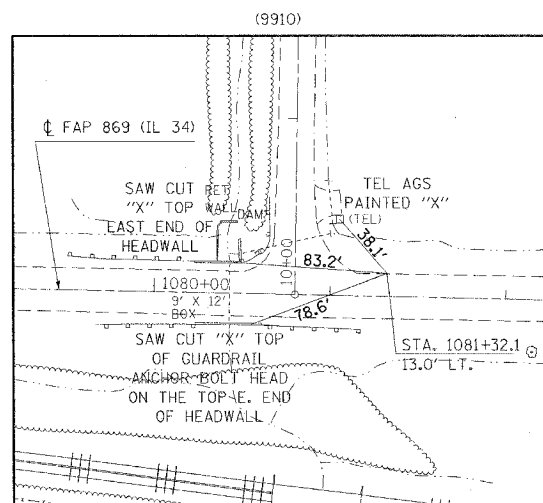 (9910)
℄ FAP 869 (IL 34)
SAW CUT
"X" TOP
EAST END OF
HEADWALL
RET
WALL
DAM
TEL AGS
PAINTED "X"
(TEL)
38.1'
83.2'
10+00
1080+00
9' X 12'
BOX
78.6'
STA. 1081+32.1
13.0' LT.
SAW CUT "X" TOP
OF GUARDRAIL
ANCHOR BOLT HEAD
ON THE TOP E. END
OF HEADWALL